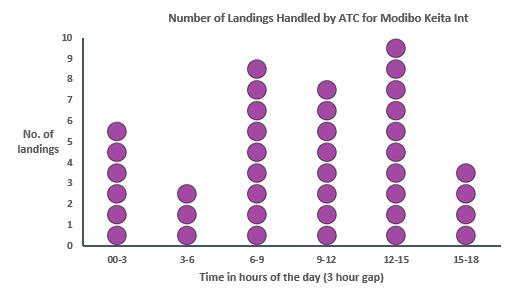 Number of Landings Handled by ATC for Modibo Keita Int
10
9
8
7
6
5
4
3
2
1
0
No. of
landings
00-3 3-6 6-9 9-12 12-15 15-18
Time in hours of the day (3 hour gap)